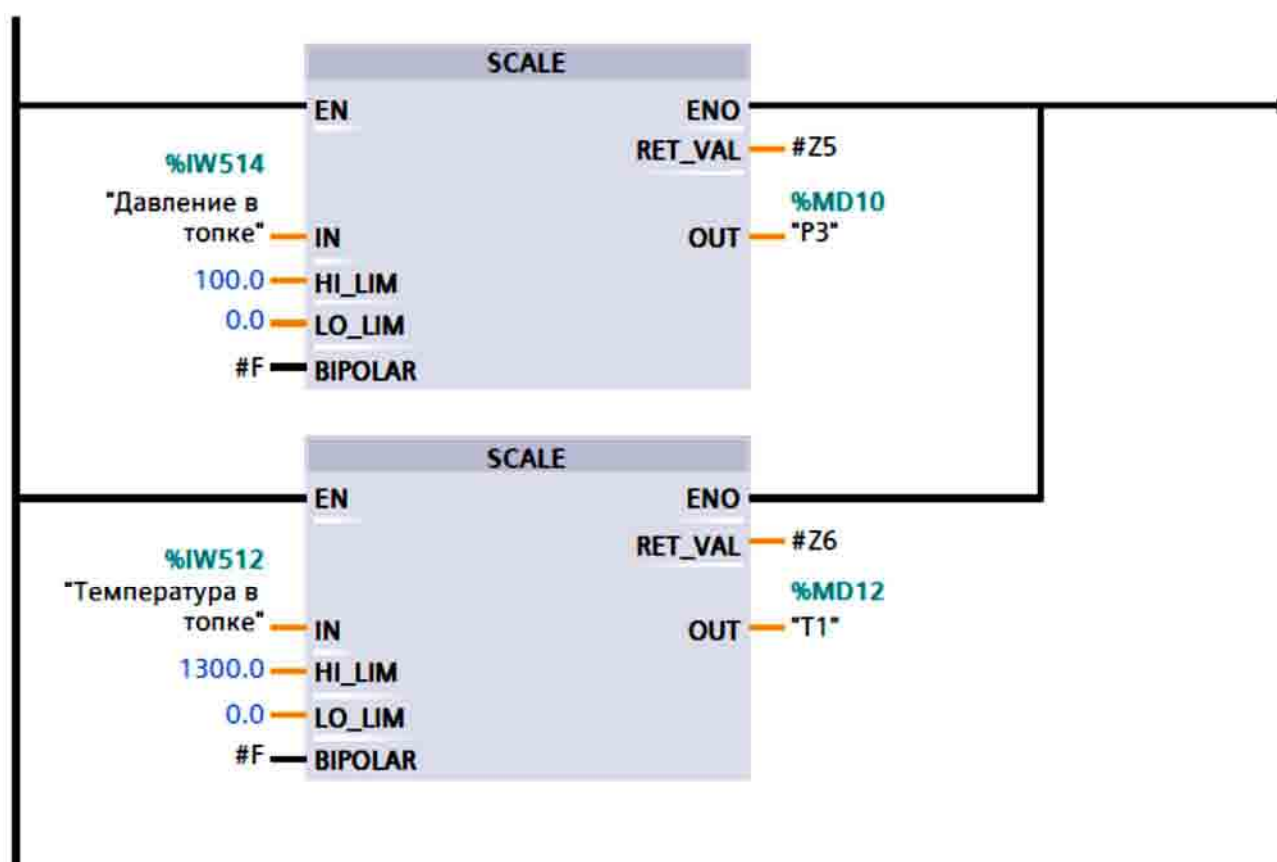 SCALE
EN
ENO
RET_VAL
#Z5
%IW514
"Давление в
топке"
IN
%MD10
OUT
"P3"
100.0
HI_LIM
0.0
LO_LIM
#F
BIPOLAR
SCALE
EN
ENO
RET_VAL
#Z6
%IW512
"Температура в
топке"
IN
%MD12
OUT
"T1"
1300.0
HI_LIM
0.0
LO_LIM
#F
BIPOLAR